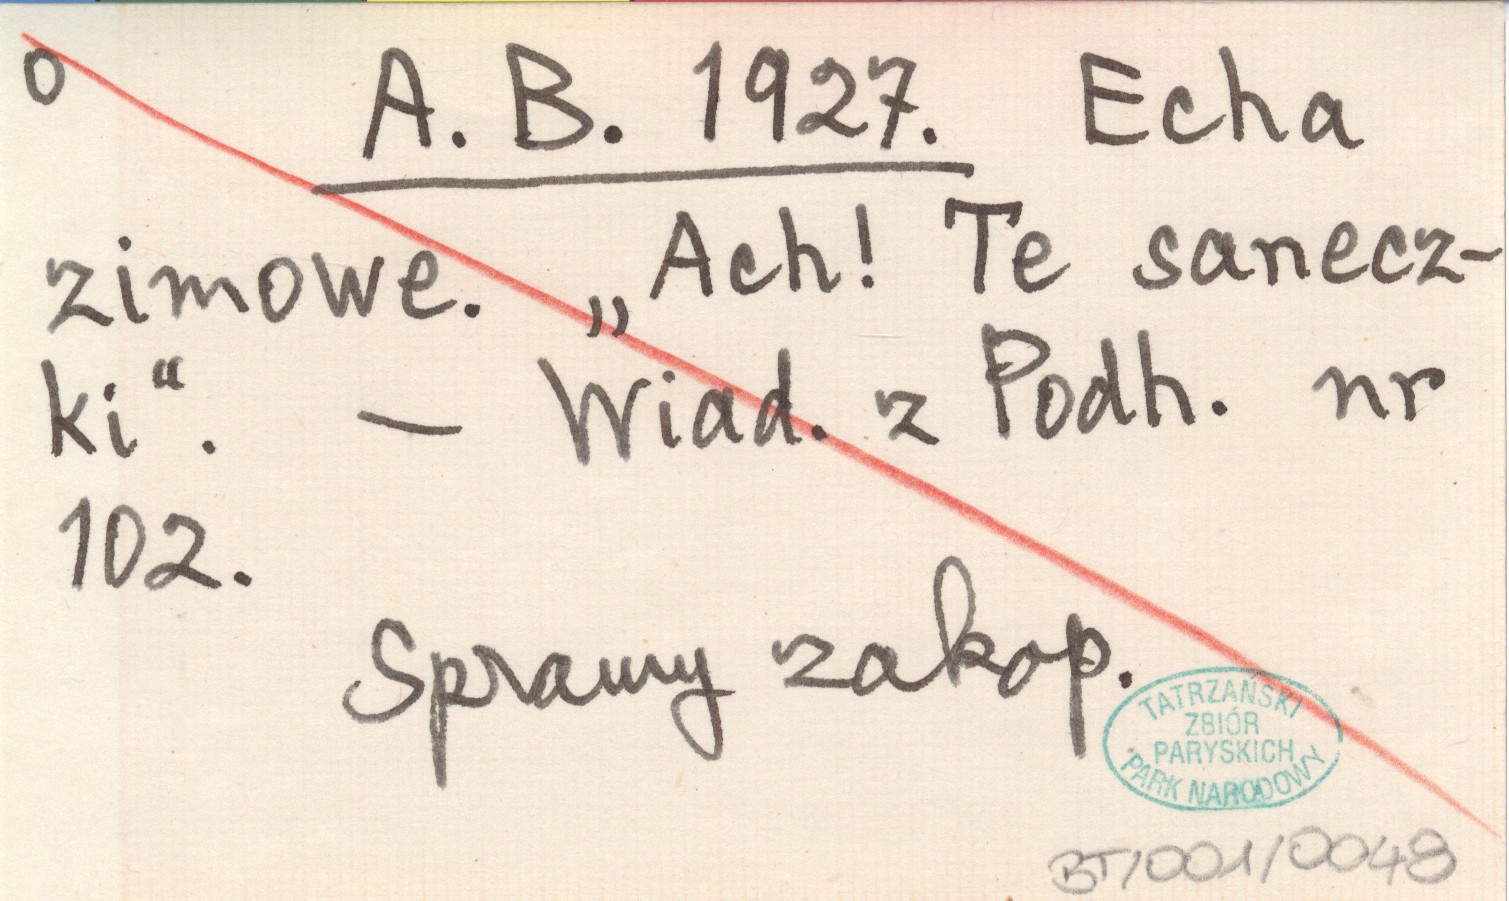 o A. B. 1927. Echa
zimowe. „Ach! Te sanecz-
ki“. — Wiad. z Podh. nr
102.
Sprawy zakop.
TATRZAŃSKI
ZBIÓR
PARYSKICH
PARK NARODOWY
BT/001/0048